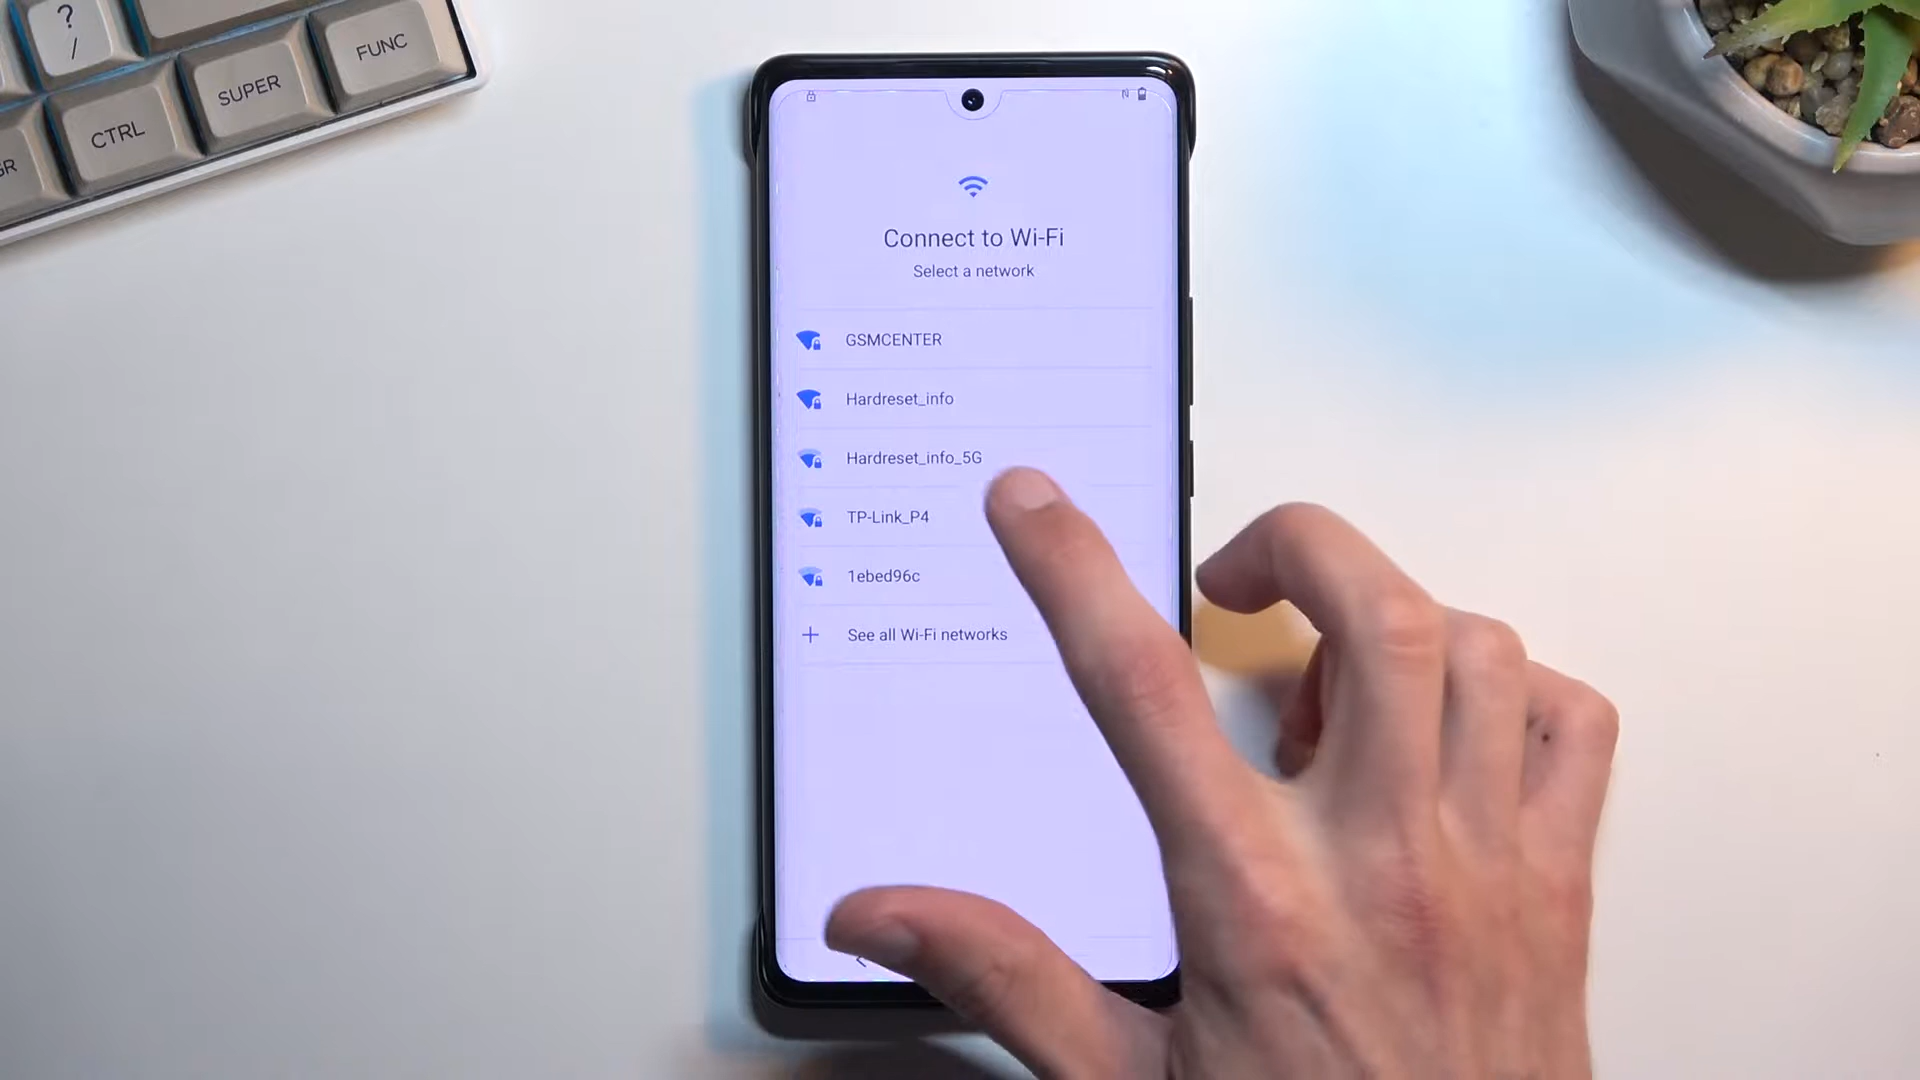 ?
/
FUNC
SUPER
CTRL
GR
Connect to Wi-Fi
Select a network
GSMCENTER
Hardreset_info
Hardreset_info_5G
TP-Link_P4
1ebed96c
See all Wi-Fi networks